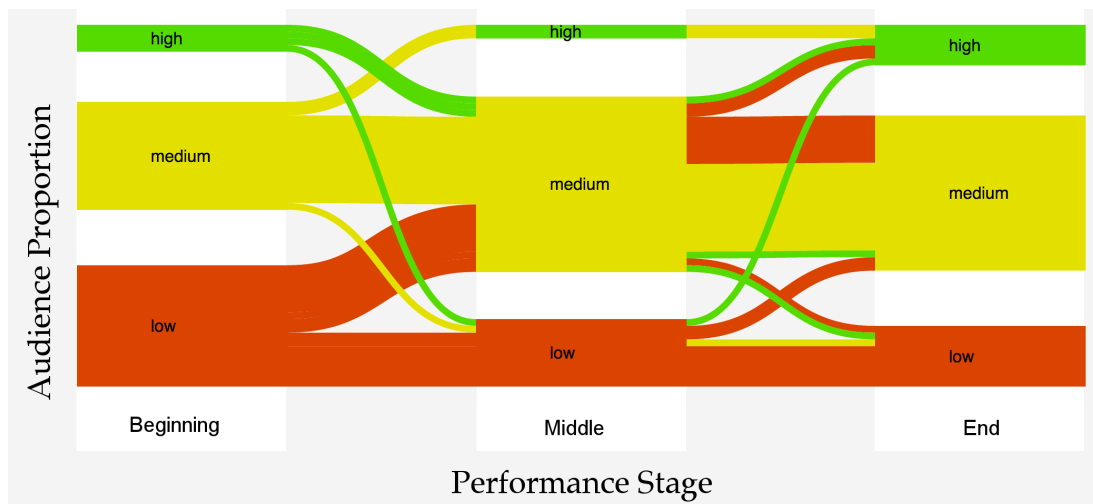 high
high
high
medium
medium
medium
low
low
low
Beginning
Middle
End
Audience Proportion
Performance Stage